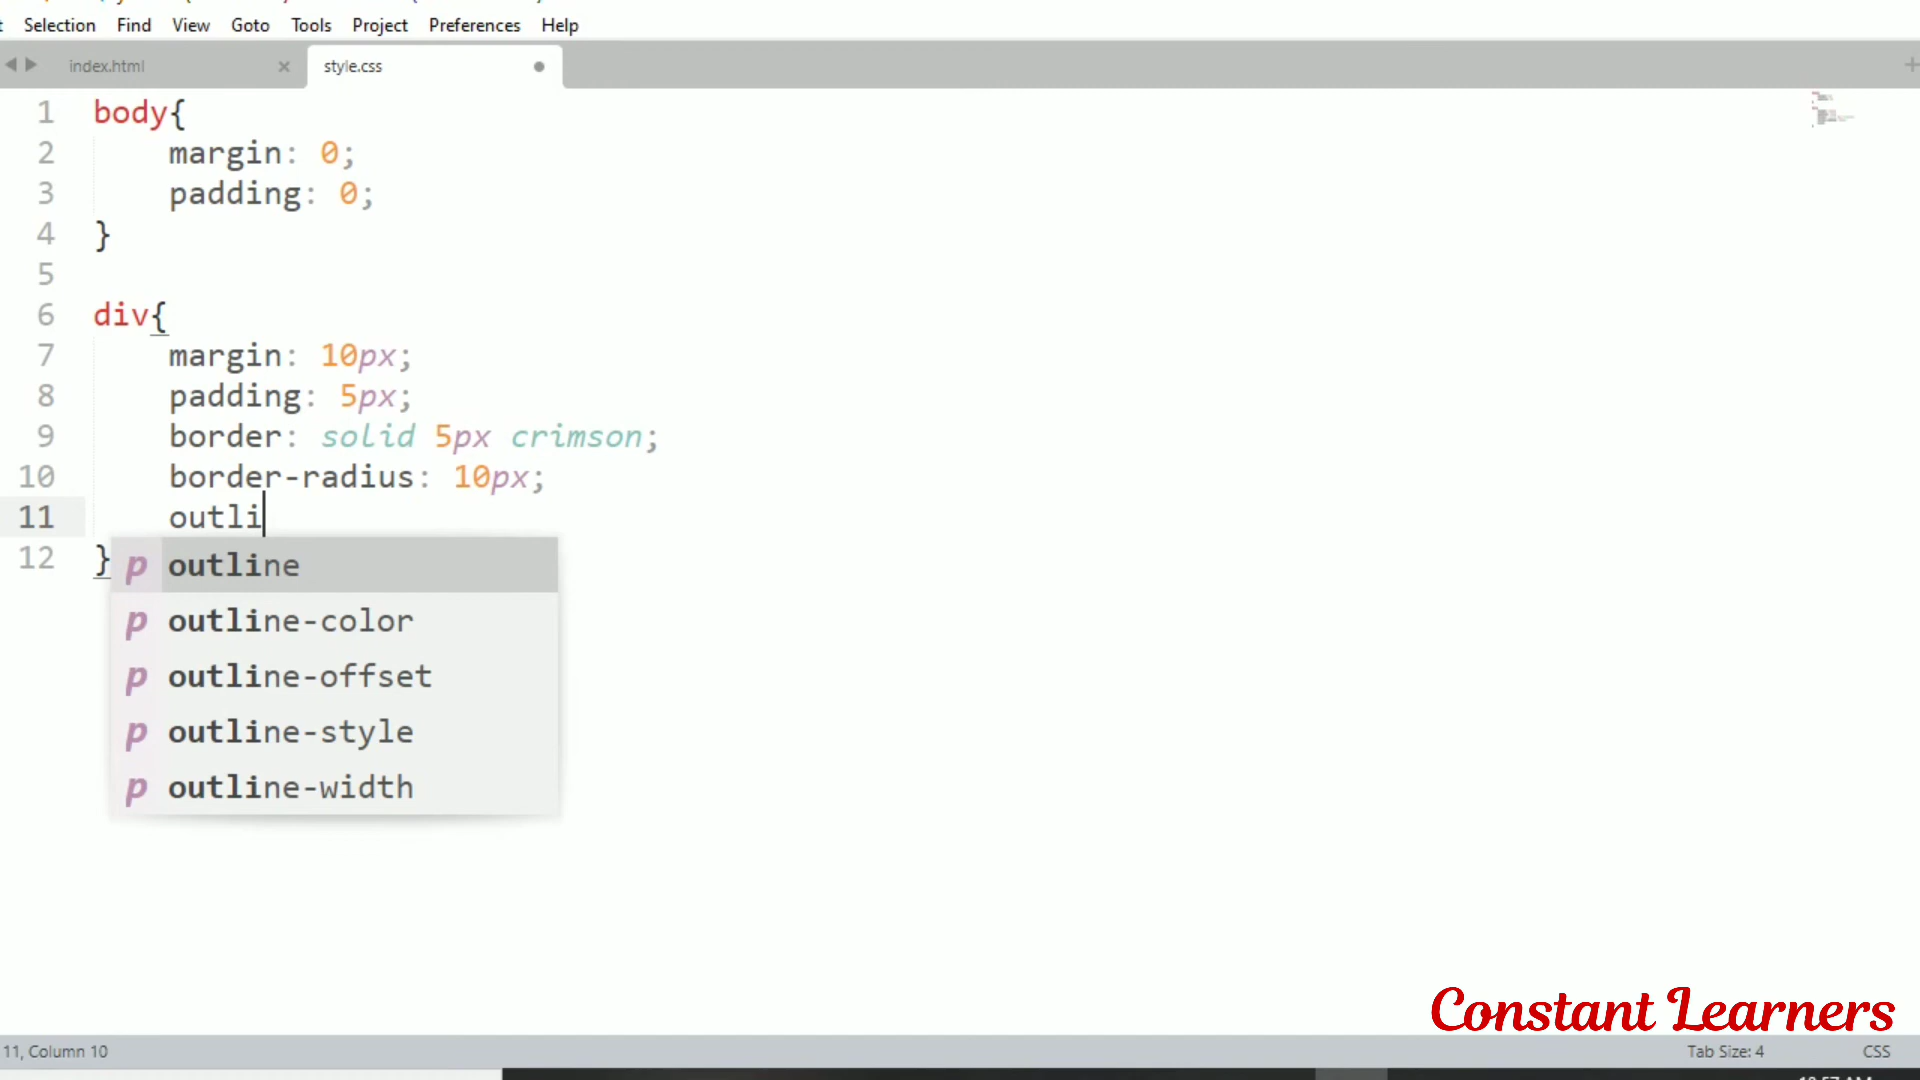 Selection Find View Goto Tools Project Preferences Help
index.html × style.css
1 body{
2 margin: 0;
3 padding: 0;
4 }
5
6 div{
7 margin: 10px;
8 padding: 5px;
9 border: solid 5px crimson;
10 border-radius: 10px;
11 outli
12 }
p outline
p outline-color
p outline-offset
p outline-style
p outline-width
Constant Learners
11, Column 10 Tab Size: 4 CSS